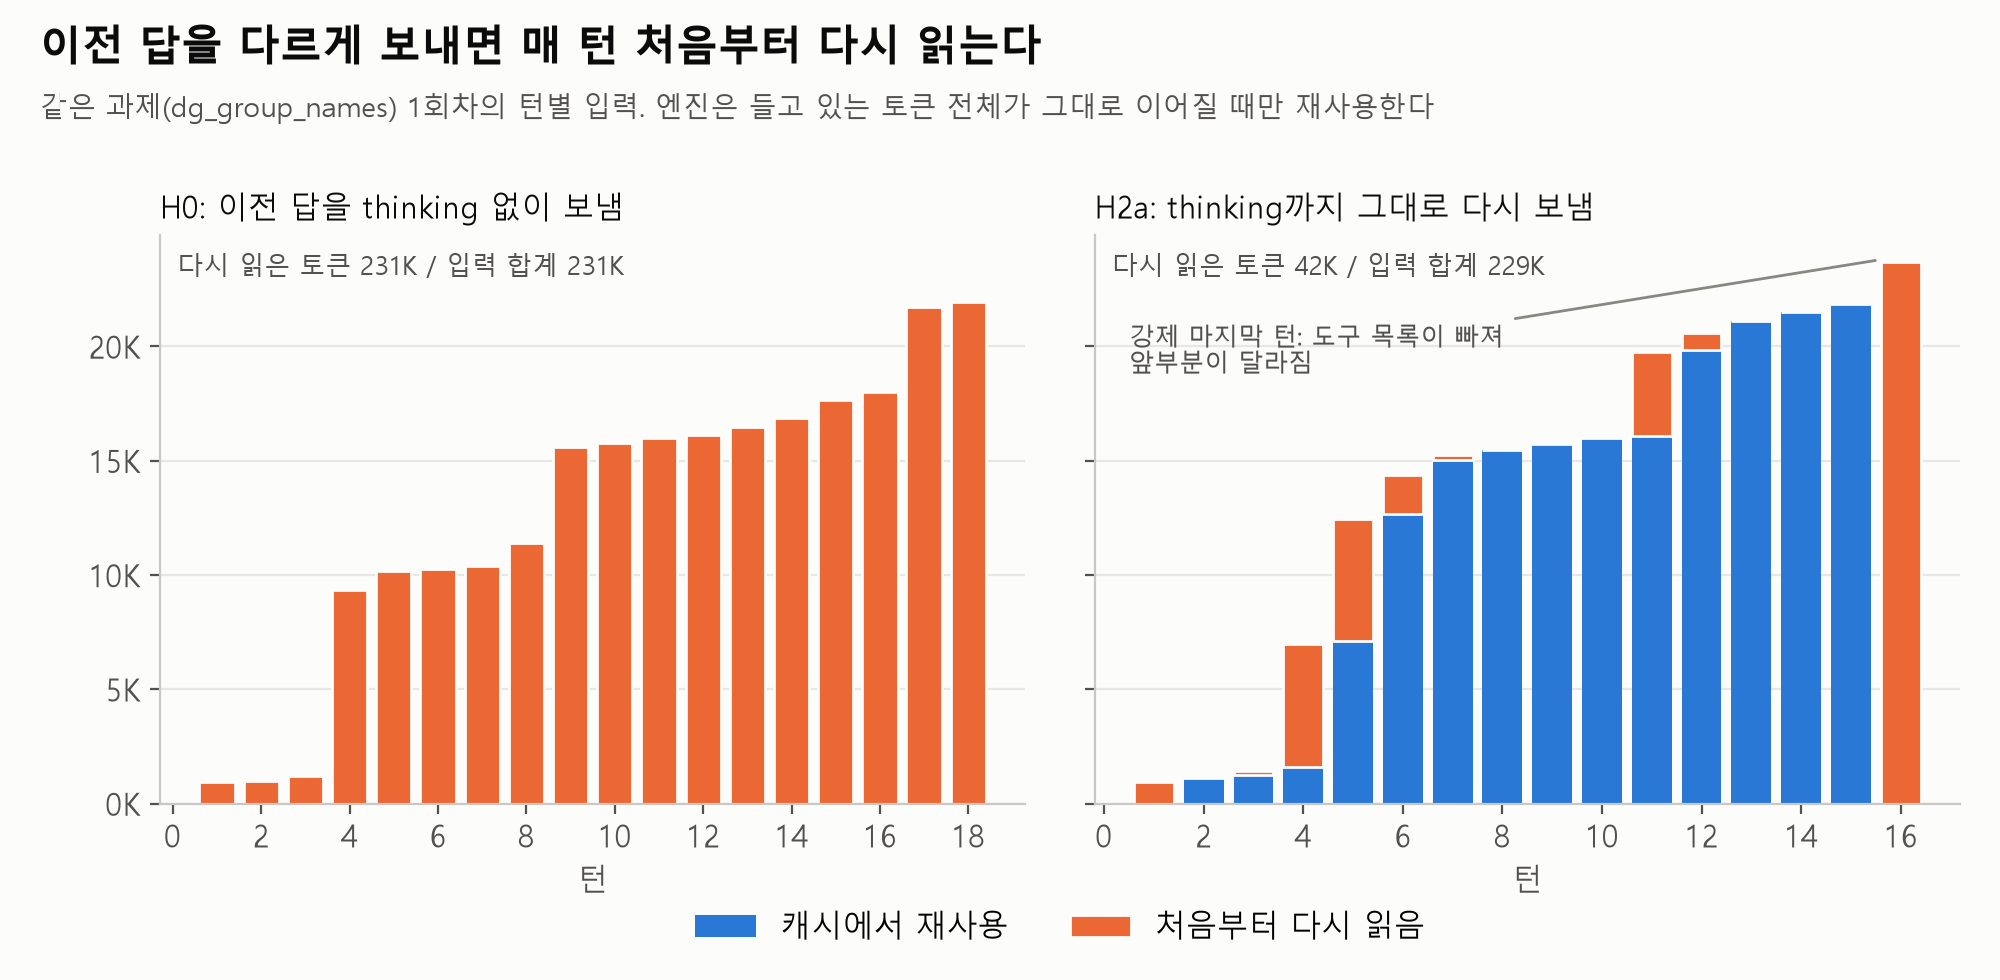 이전 답을 다르게 보내면 매 턴 처음부터 다시 읽는다
같은 과제(dg_group_names) 1회차의 턴별 입력. 엔진은 들고 있는 토큰 전체가 그대로 이어질 때만 재사용한다
H0: 이전 답을 thinking 없이 보냄
다시 읽은 토큰 231K / 입력 합계 231K
20K
15K
10K
5K
0K
0 2 4 6 8 10 12 14 16 18
턴
H2a: thinking까지 그대로 다시 보냄
다시 읽은 토큰 42K / 입력 합계 229K
강제 마지막 턴: 도구 목록이 빠져
앞부분이 달라짐
0 2 4 6 8 10 12 14 16
턴
캐시에서 재사용
처음부터 다시 읽음